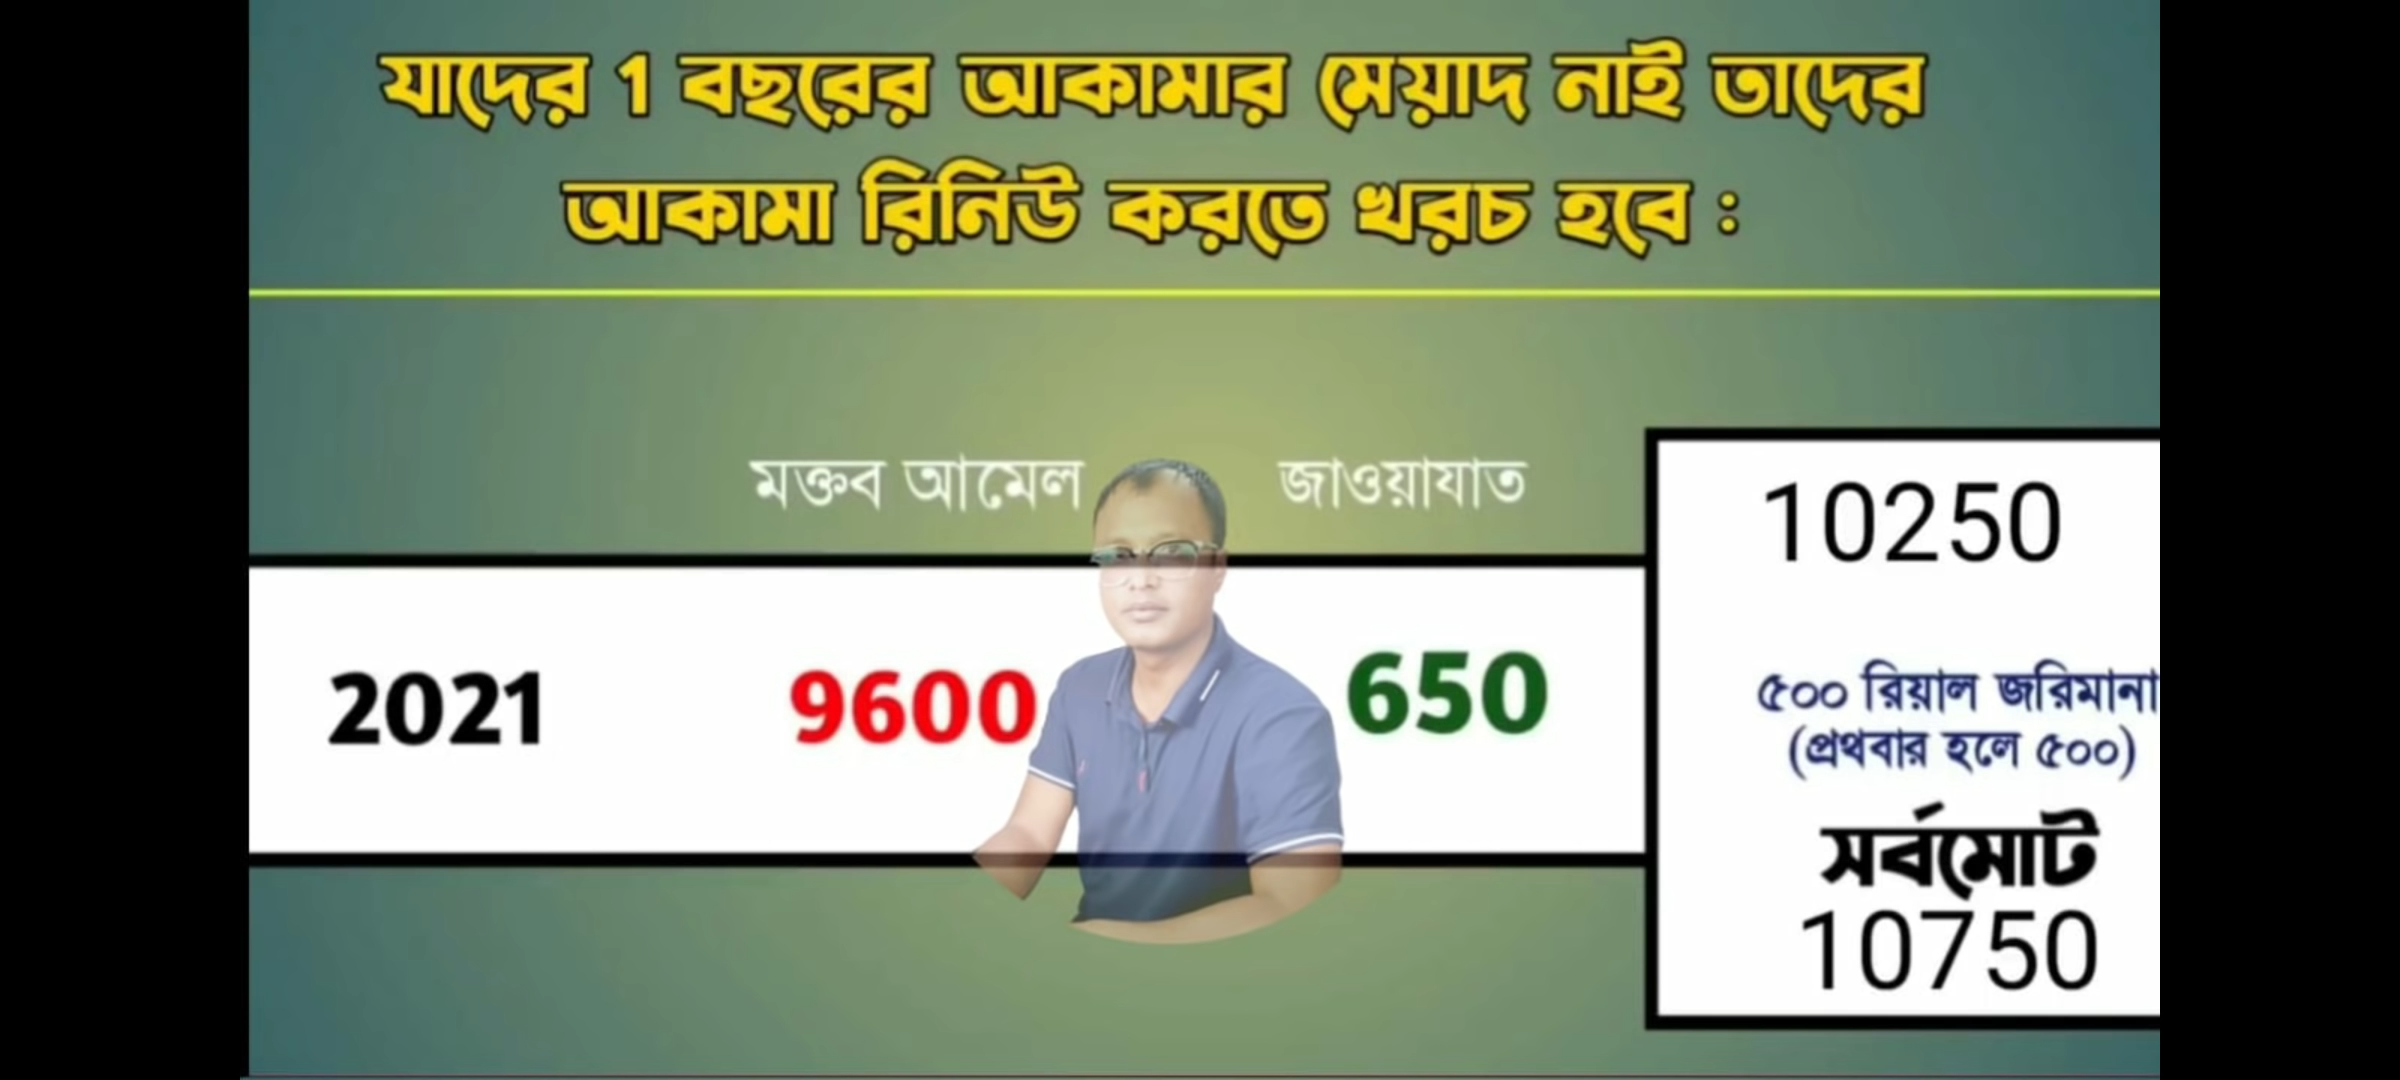 যাদের 1 বছরের আকামার মেয়াদ নাই তাদের
আকামা রিনিউ করতে খরচ হবে :
মক্তব আমেল
জাওয়াযাত
2021
9600
650
10250
৫০০ রিয়াল জরিমানা
(প্রথবার হলে ৫০০)
সর্বমোট
10750